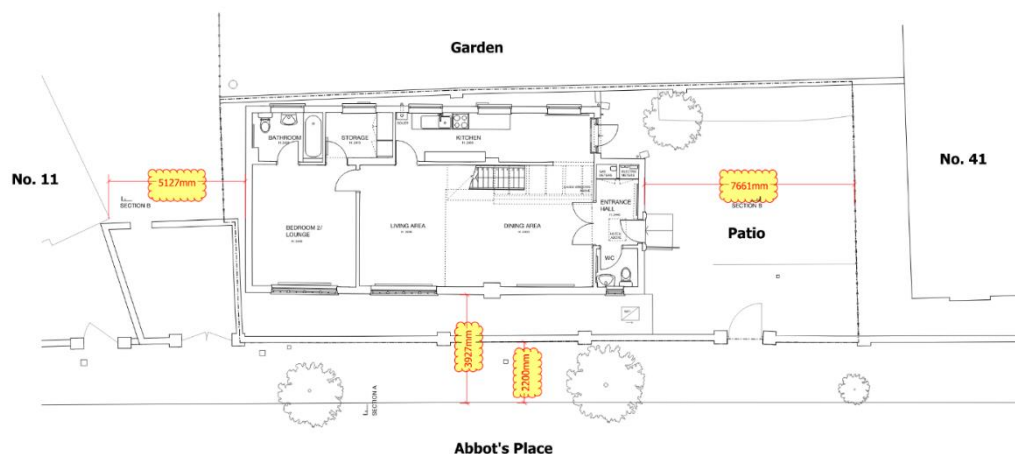 Garden
No. 11
No. 41
BATHROOM
STORAGE
KITCHEN
5127mm
7661mm
SECTION B
SECTION B
ENTRANCE
HALL
BEDROOM 2/
LOUNGE
LIVING AREA
DINING AREA
Patio
WC
3927mm
2200mm
SECTION A
Abbot's Place